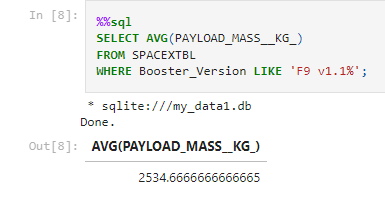 In [8]:
%%sql
SELECT AVG(PAYLOAD_MASS__KG_)
FROM SPACEXTBL
WHERE Booster_Version LIKE 'F9 v1.1%';
* sqlite:///my_data1.db
Done.
Out[8]:
AVG(PAYLOAD_MASS__KG_)
2534.6666666666665